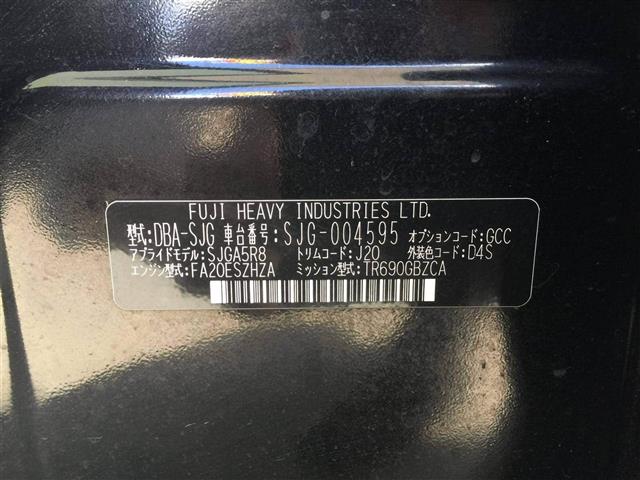 FUJI HEAVY INDUSTRIES LTD.
型式:DBA-SJG 車台番号:SJG-004595 オプションコード:GCC
アプライドモデル:SJGA5R8 トリムコード:J20 外装色コード:D4S
エンジン型式:FA20ESZHZA ミッション型式:TR690GBZCA